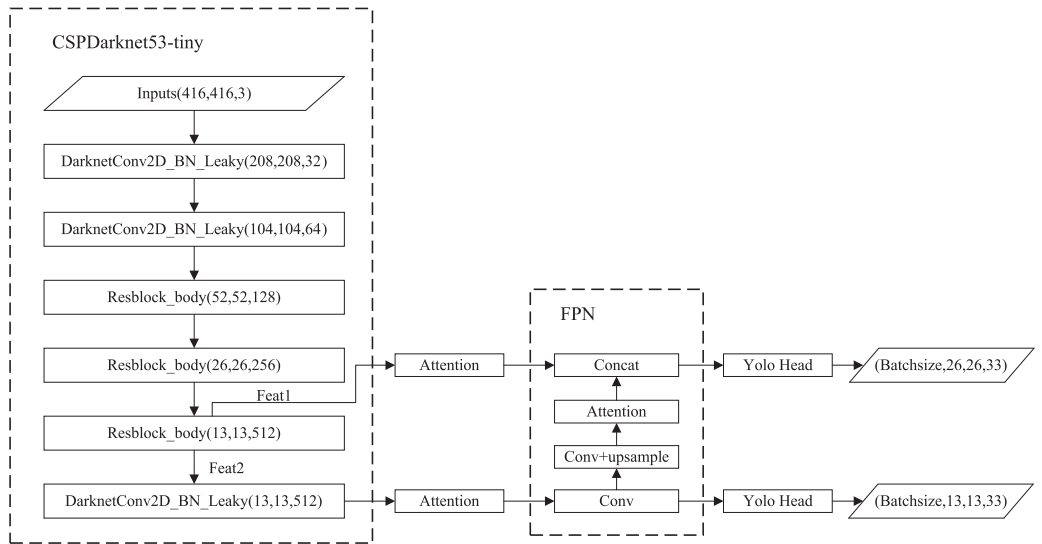 CSPDarknet53-tiny
Inputs(416,416,3)
DarknetConv2D_BN_Leaky(208,208,32)
DarknetConv2D_BN_Leaky(104,104,64)
Resblock_body(52,52,128)
Resblock_body(26,26,256)
Feat1
Resblock_body(13,13,512)
Feat2
DarknetConv2D_BN_Leaky(13,13,512)
Attention
Attention
FPN
Concat
Attention
Conv+upsample
Conv
Yolo Head
(Batchsize,26,26,33)
Yolo Head
(Batchsize,13,13,33)